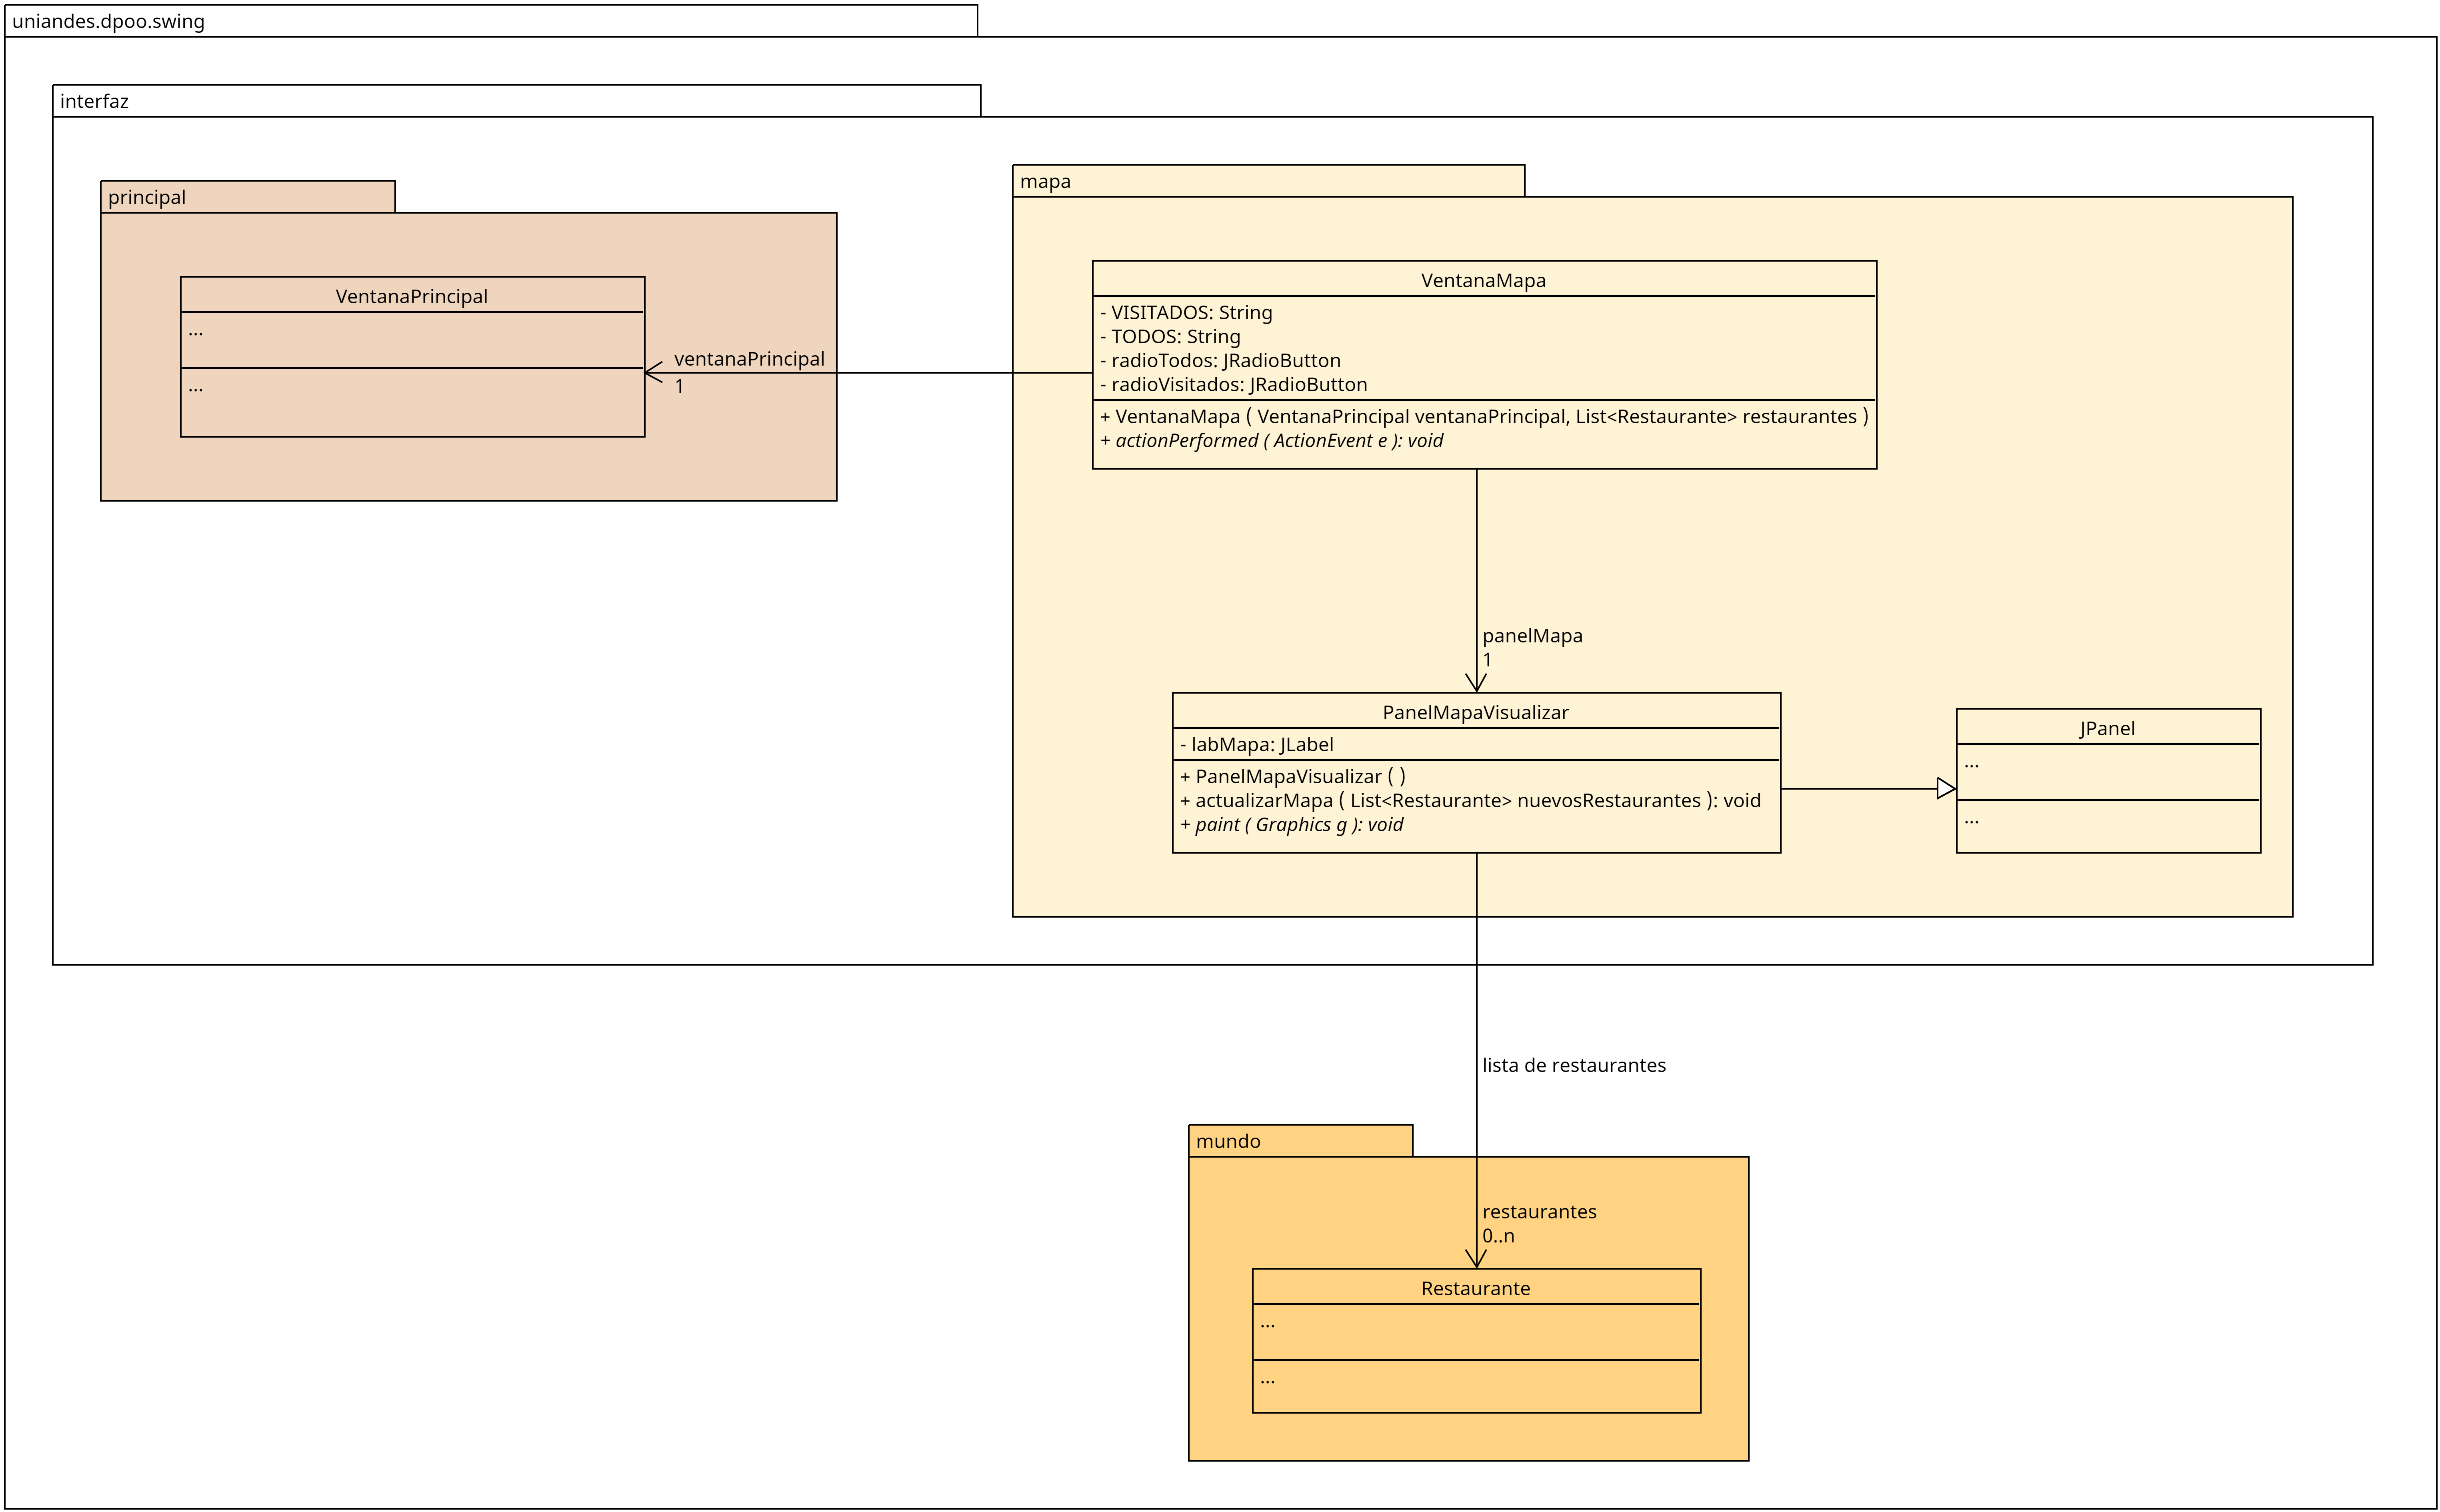 uniandes.dpoo.swing
interfaz
principal
VentanaPrincipal
...
...
ventanaPrincipal
1
mapa
VentanaMapa
- VISITADOS: String
- TODOS: String
- radioTodos: JRadioButton
- radioVisitados: JRadioButton
+ VentanaMapa ( VentanaPrincipal ventanaPrincipal, List<Restaurante> restaurantes )
+ actionPerformed ( ActionEvent e ): void
panelMapa
1
PanelMapaVisualizar
- labMapa: JLabel
+ PanelMapaVisualizar ( )
+ actualizarMapa ( List<Restaurante> nuevosRestaurantes ): void
+ paint ( Graphics g ): void
JPanel
...
...
lista de restaurantes
mundo
restaurantes
0..n
Restaurante
...
...